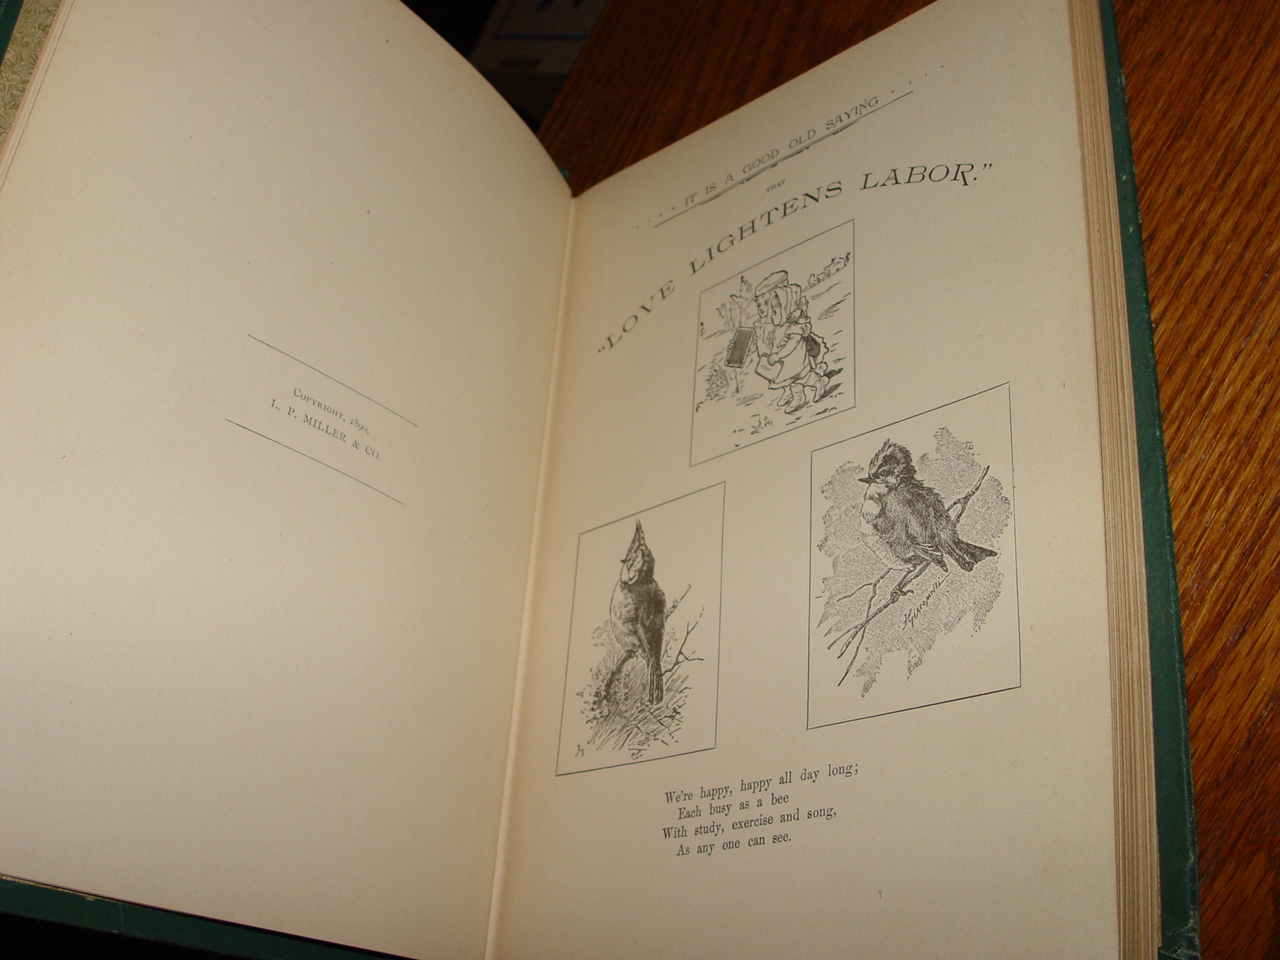 Copyright, 1890,
L. P. MILLER & CO.
.... IT IS A GOOD OLD SAYING ....
THAT
"LOVE LIGHTENS LABOR."
We're happy, happy all day long;
Each busy as a bee
With study, exercise and song,
As any one can see.